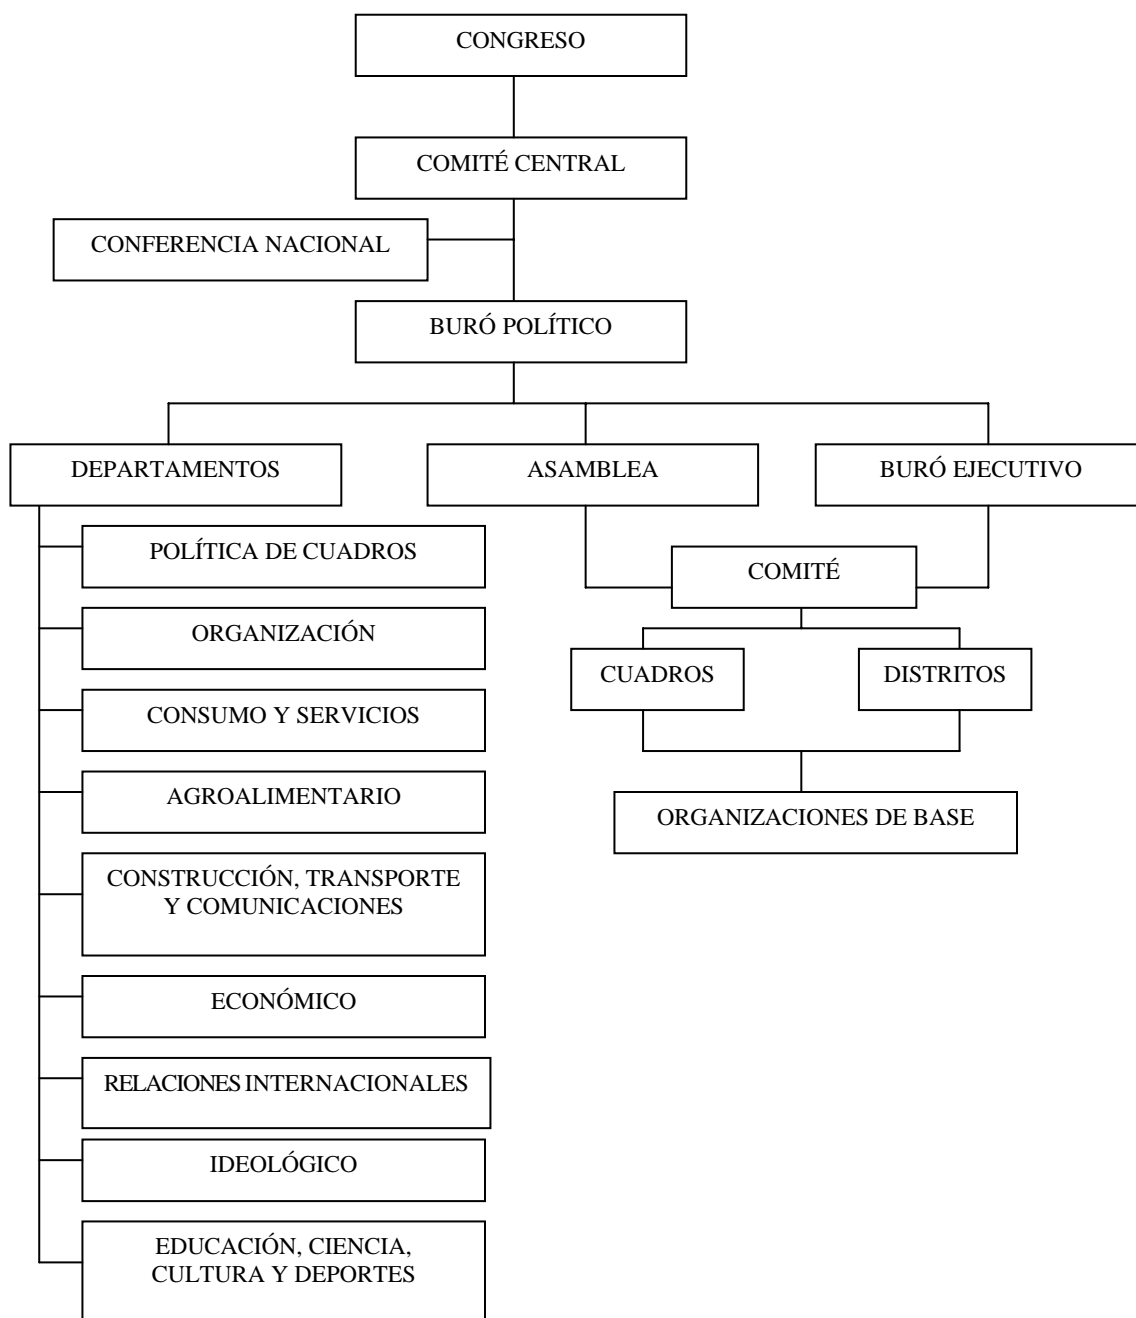 CONGRESO
COMITÉ CENTRAL
CONFERENCIA NACIONAL
BURÓ POLÍTICO
DEPARTAMENTOS
ASAMBLEA
BURÓ EJECUTIVO
POLÍTICA DE CUADROS
ORGANIZACIÓN
CONSUMO Y SERVICIOS
AGROALIMENTARIO
CONSTRUCCIÓN, TRANSPORTE
Y COMUNICACIONES
ECONÓMICO
RELACIONES INTERNACIONALES
IDEOLÓGICO
EDUCACIÓN, CIENCIA,
CULTURA Y DEPORTES
COMITÉ
CUADROS
DISTRITOS
ORGANIZACIONES DE BASE